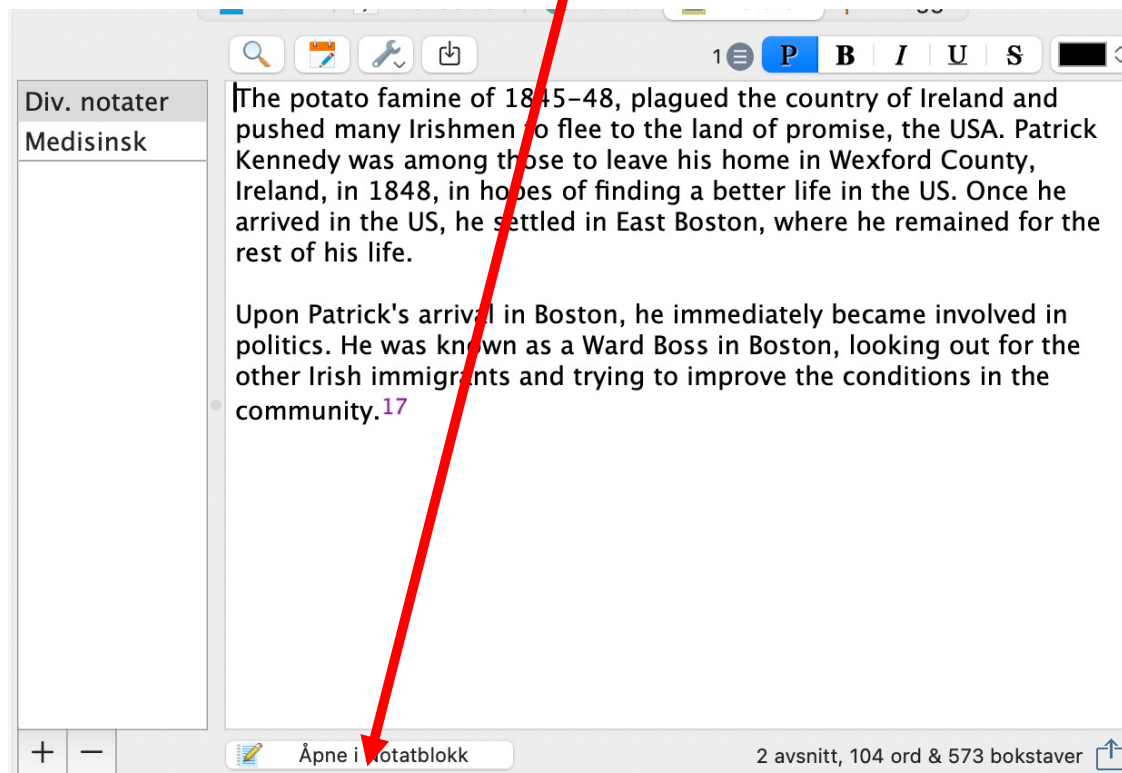 1
P B I U S
Div. notater
Medisinsk
The potato famine of 1845–48, plagued the country of Ireland and
pushed many Irishmen to flee to the land of promise, the USA. Patrick
Kennedy was among those to leave his home in Wexford County,
Ireland, in 1848, in hopes of finding a better life in the US. Once he
arrived in the US, he settled in East Boston, where he remained for the
rest of his life.
Upon Patrick's arrival in Boston, he immediately became involved in
politics. He was known as a Ward Boss in Boston, looking out for the
other Irish immigrants and trying to improve the conditions in the
community.17
+ −
Åpne i Notatblokk
2 avsnitt, 104 ord & 573 bokstaver